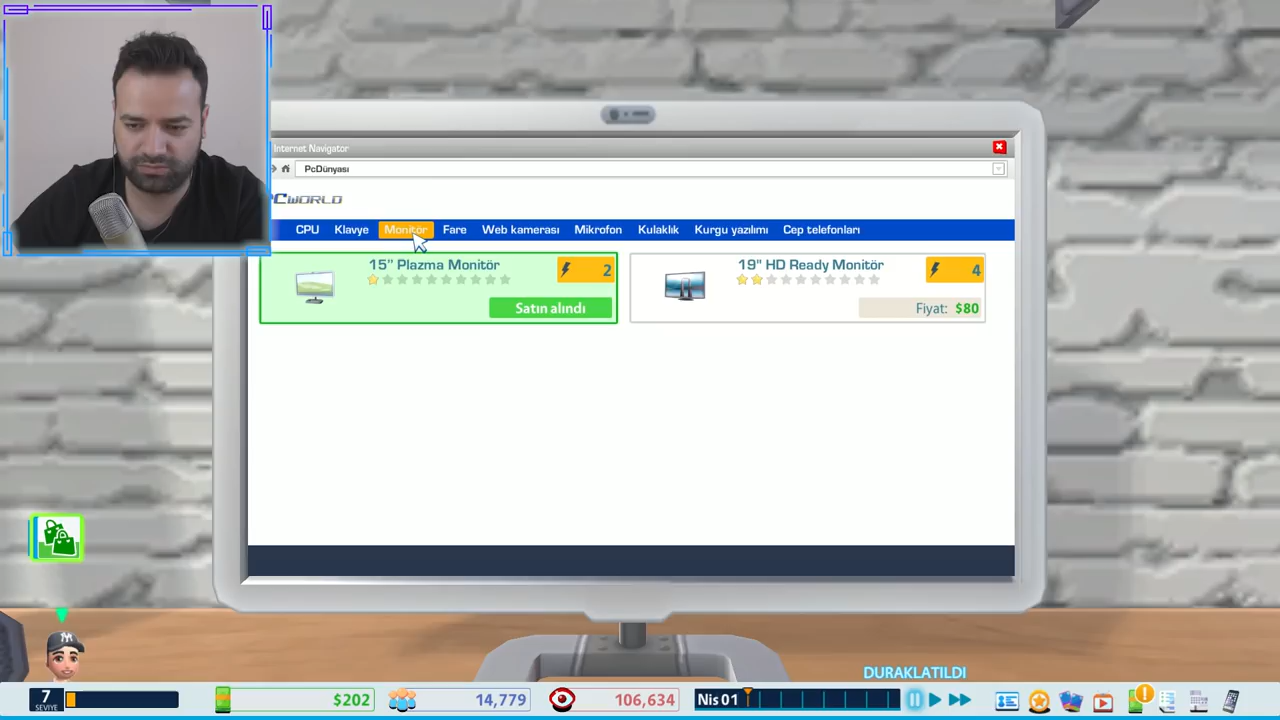 Internet Navigator
PcDünyası
PCWORLD
CPU Klavye Monitör Fare Web kamerası Mikrofon Kulaklık Kurgu yazılımı Cep telefonları
15” Plazma Monitör 2
Satın alındı
19” HD Ready Monitör 4
Fiyat: $80
DURAKLATILDI
7
SEVİYE
$202
14,779
106,634
Nis 01